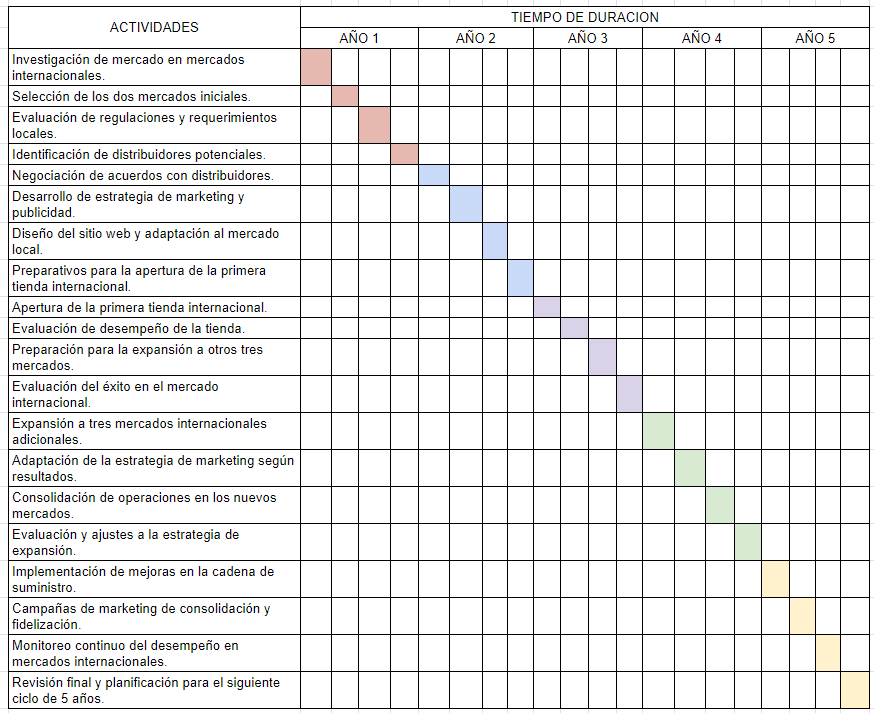 ACTIVIDADES
TIEMPO DE DURACION
AÑO 1
AÑO 2
AÑO 3
AÑO 4
AÑO 5
Investigación de mercado en mercados
internacionales.
Selección de los dos mercados iniciales.
Evaluación de regulaciones y requerimientos
locales.
Identificación de distribuidores potenciales.
Negociación de acuerdos con distribuidores.
Desarrollo de estrategia de marketing y
publicidad.
Diseño del sitio web y adaptación al mercado
local.
Preparativos para la apertura de la primera
tienda internacional.
Apertura de la primera tienda internacional.
Evaluación de desempeño de la tienda.
Preparación para la expansión a otros tres
mercados.
Evaluación del éxito en el mercado
internacional.
Expansión a tres mercados internacionales
adicionales.
Adaptación de la estrategia de marketing según
resultados.
Consolidación de operaciones en los nuevos
mercados.
Evaluación y ajustes a la estrategia de
expansión.
Implementación de mejoras en la cadena de
suministro.
Campañas de marketing de consolidación y
fidelización.
Monitoreo continuo del desempeño en
mercados internacionales.
Revisión final y planificación para el siguiente
ciclo de 5 años.